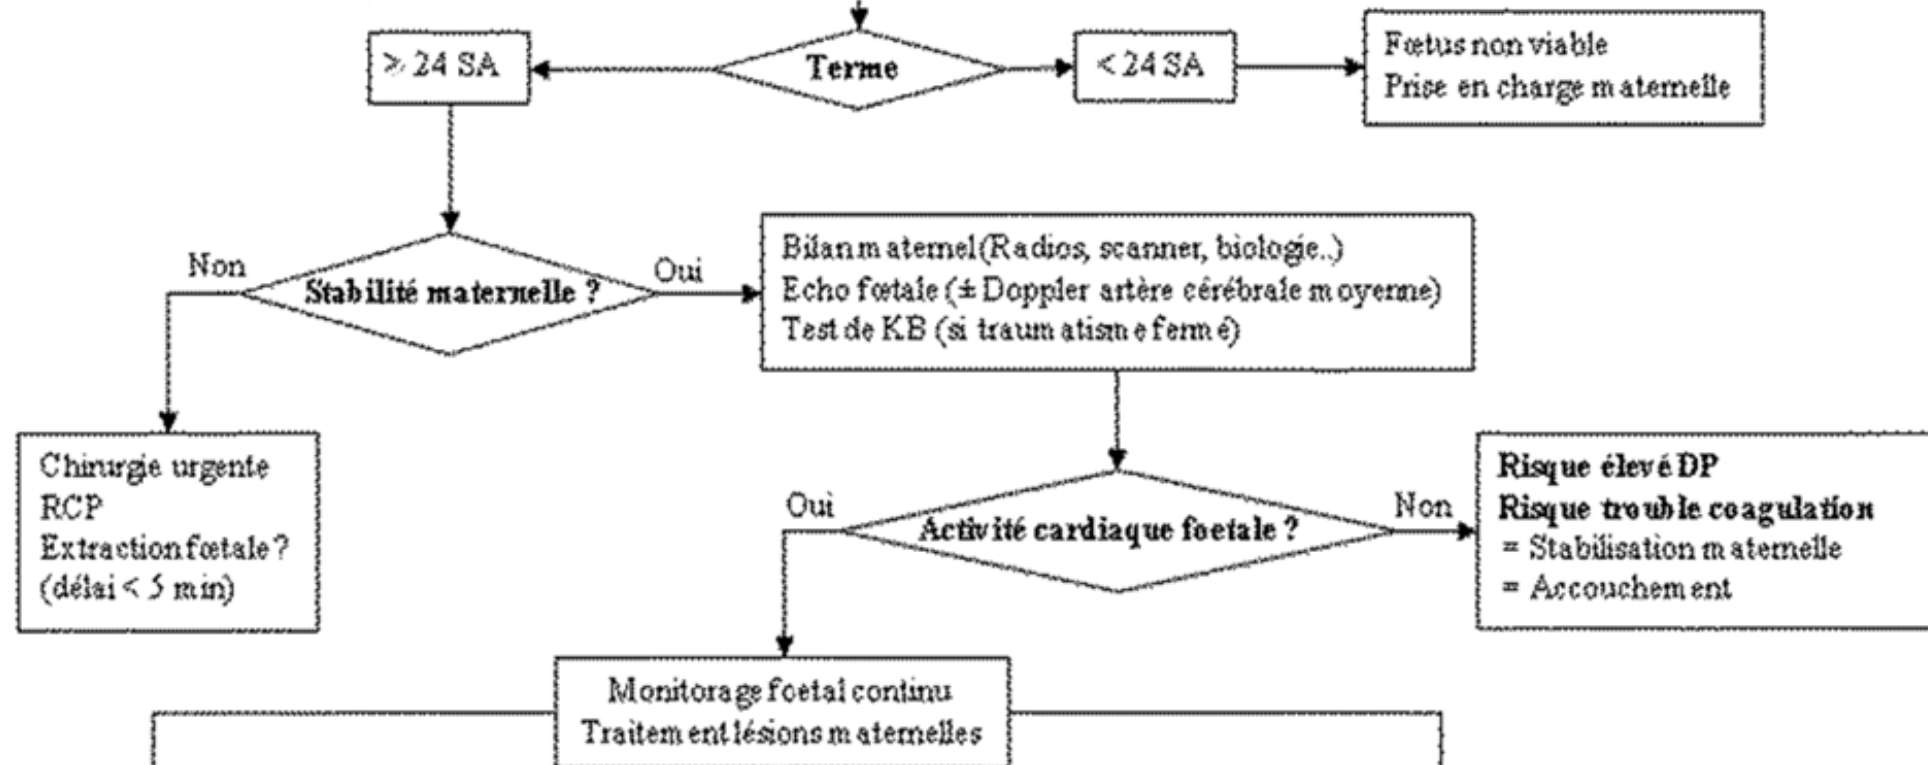 ≥ 24 SA
Terme
< 24 SA
Fœtus non viable
Prise en charge maternelle
Non
Stabilité maternelle ?
Oui
Bilan maternel (Radios, scanner, biologie..)
Echo fœtale (± Doppler artère cérébrale moyenne)
Test de KB (si traumatisme fermé)
Chirurgie urgente
RCP
Extraction fœtale ?
(délai < 5 min)
Oui
Activité cardiaque foetale ?
Non
Risque élevé DP
Risque trouble coagulation
= Stabilisation maternelle
= Accouchement
Monitorage foetal continu
Traitement lésions maternelles